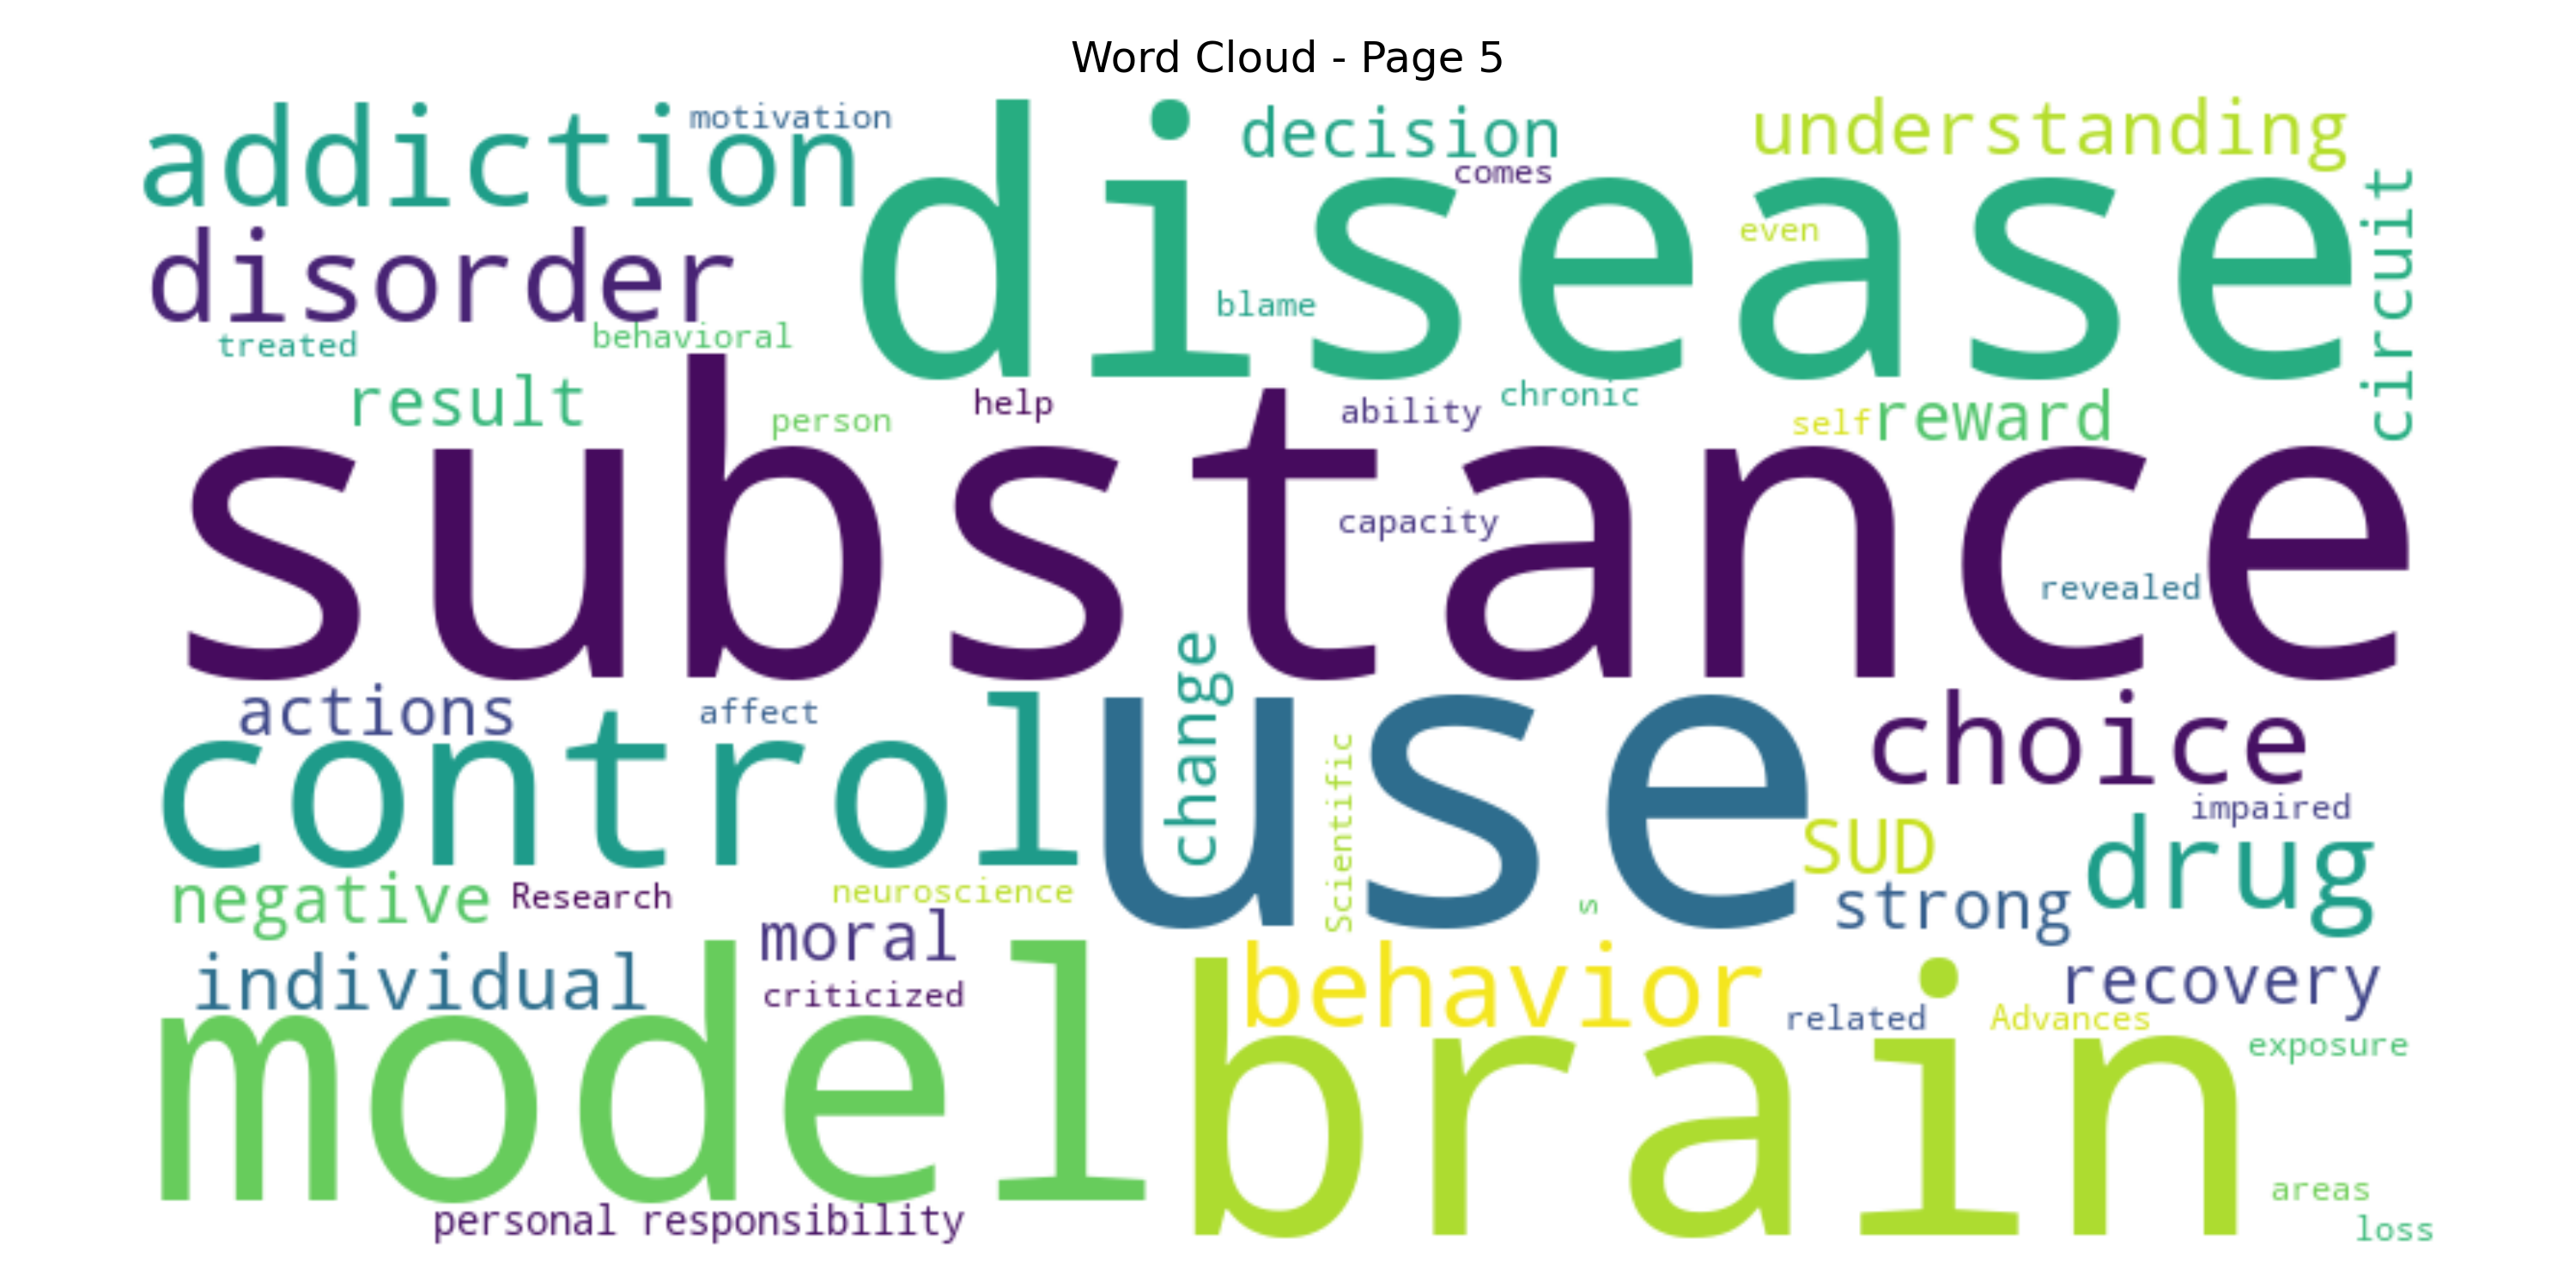 Word Cloud - Page 5
addiction
motivation
disease
decision
comes
understanding
circuit
disorder
even
blame
treated
behavioral
result
person
help
ability
chronic
self
reward
substance
capacity
revealed
actions
affect
control
change
use
Scientific
s
choice
impaired
SUD
drug
strong
negative
Research
neuroscience
moral
individual
criticized
behavior
recovery
related
Advances
exposure
model
brain
personal responsibility
areas
loss